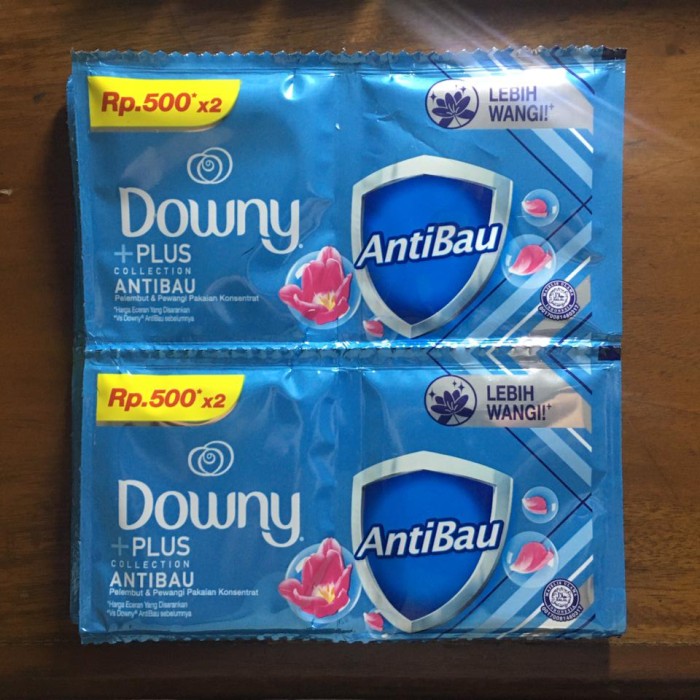 Rp.500* x2
LEBIH
WANGI!+
Downy
+PLUS
COLLECTION
ANTIBAU
Pelembut & Pewangi Pakaian Konsentrat
*Harga Eceran Yang Disarankan
+Vs Downy® AntiBau sebelumnya
AntiBau
Rp.500* x2
LEBIH
WANGI!+
Downy
+PLUS
COLLECTION
ANTIBAU
Pelembut & Pewangi Pakaian Konsentrat
*Harga Eceran Yang Disarankan
+Vs Downy® AntiBau sebelumnya
AntiBau